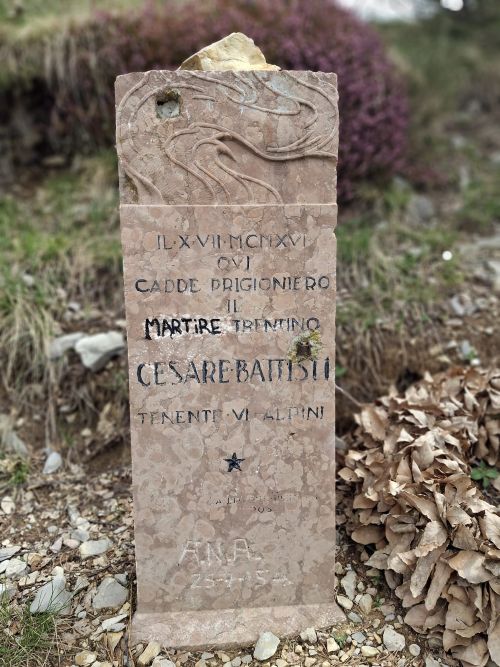 IL·X·VII·MCMXVI
QVI
CADDE PRIGIONIERO
IL
MARTIRE TRENTINO
CESARE·BATTISTI
TENENTE·VI·ALPINI
A.N.A.